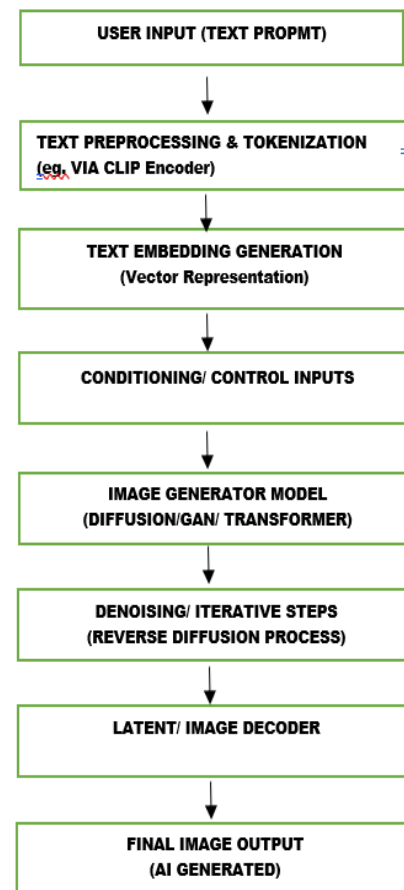 USER INPUT (TEXT PROPMT)
TEXT PREPROCESSING & TOKENIZATION
(eg, VIA CLIP Encoder)
TEXT EMBEDDING GENERATION
(Vector Representation)
CONDITIONING/ CONTROL INPUTS
IMAGE GENERATOR MODEL
(DIFFUSION/GAN/ TRANSFORMER)
DENOISING/ ITERATIVE STEPS
(REVERSE DIFFUSION PROCESS)
LATENT/ IMAGE DECODER
FINAL IMAGE OUTPUT
(AI GENERATED)